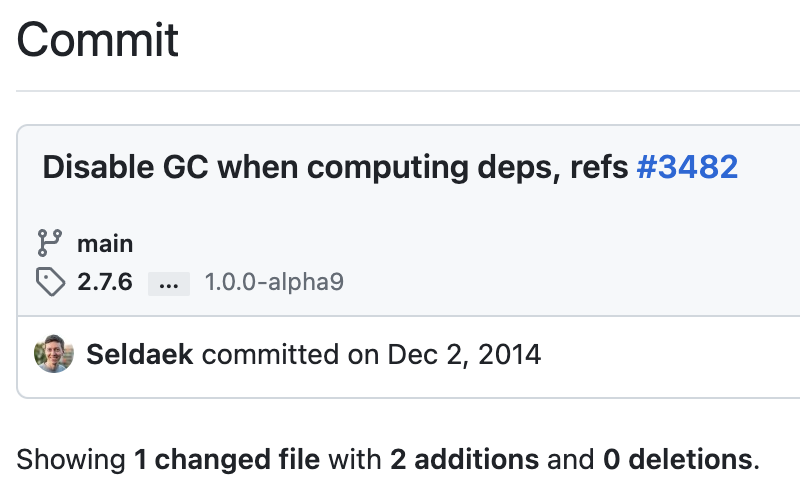 Commit
Disable GC when computing deps, refs #3482
main
2.7.6 ... 1.0.0-alpha9
Seldaek committed on Dec 2, 2014
Showing 1 changed file with 2 additions and 0 deletions.